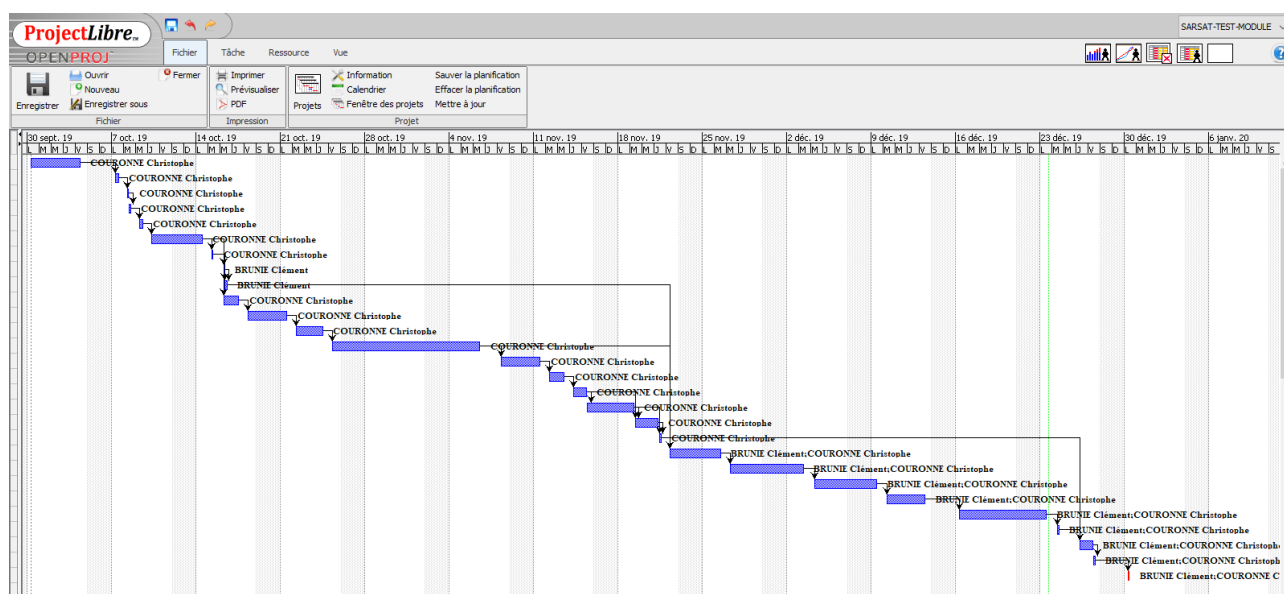 ProjectLibre™
OPENPROJ
SARSAT-TEST-MODULE
Fichier Tâche Ressource Vue
Enregistrer
Ouvrir
Nouveau
Enregistrer sous
Fermer
Fichier
Imprimer
Prévisualiser
PDF
Impression
Projets
Information
Calendrier
Fenêtre des projets
Sauver la planification
Effacer la planification
Mettre à jour
Projet
30 sept. 19 7 oct. 19 14 oct. 19 21 oct. 19 28 oct. 19 4 nov. 19 11 nov. 19 18 nov. 19 25 nov. 19 2 déc. 19 9 déc. 19 16 déc. 19 23 déc. 19 30 déc. 19 6 janv. 20
L M M J V S D L M M J V S D L M M J V S D L M M J V S D L M M J V S D L M M J V S D L M M J V S D L M M J V S D L M M J V S D L M M J V S D L M M J V S D L M M J V S D L M M J V S D L M M J V S D L M M J V S
COURONNE Christophe
COURONNE Christophe
COURONNE Christophe
COURONNE Christophe
COURONNE Christophe
COURONNE Christophe
COURONNE Christophe
BRUNIE Clément
BRUNIE Clément
COURONNE Christophe
COURONNE Christophe
COURONNE Christophe
COURONNE Christophe
COURONNE Christophe
COURONNE Christophe
COURONNE Christophe
COURONNE Christophe
COURONNE Christophe
COURONNE Christophe
BRUNIE Clément;COURONNE Christophe
BRUNIE Clément;COURONNE Christophe
BRUNIE Clément;COURONNE Christophe
BRUNIE Clément;COURONNE Christophe
BRUNIE Clément;COURONNE Christophe
BRUNIE Clément;COURONNE Christophe
BRUNIE Clément;COURONNE Christoph
BRUNIE Clément;COURONNE Christoph
BRUNIE Clément;COURONNE C